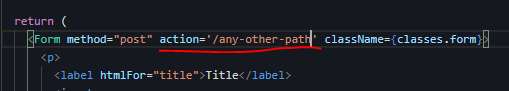 return (
<Form method="post" action='/any-other-path' className={classes.form}>
<p>
<label htmlFor="title">Title</label>